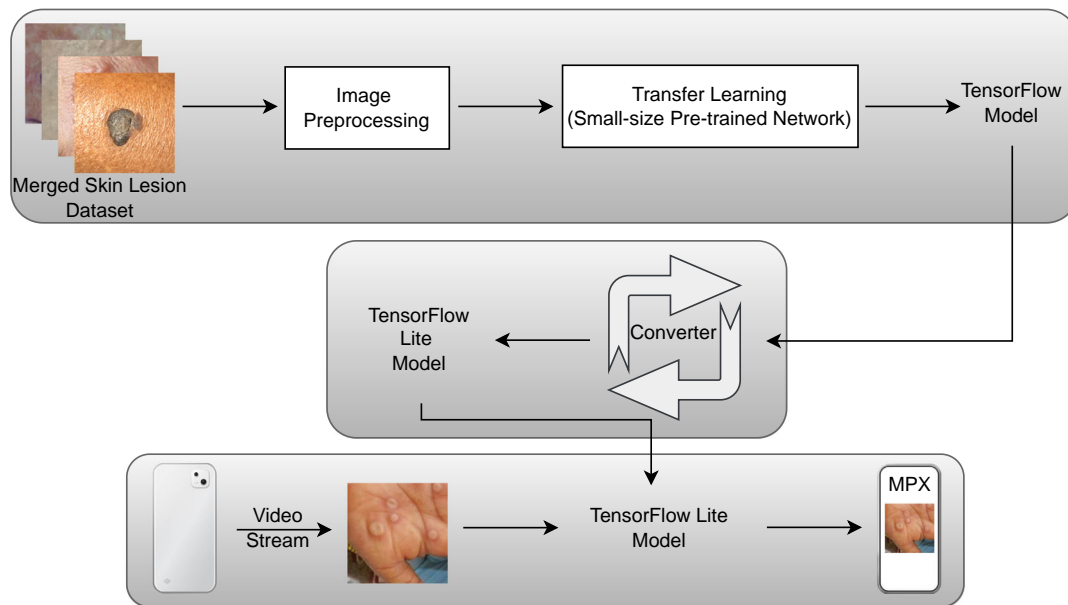 Merged Skin Lesion
Dataset
Image
Preprocessing
Transfer Learning
(Small-size Pre-trained Network)
TensorFlow
Model
TensorFlow
Lite
Model
Converter
Video
Stream
TensorFlow Lite
Model
MPX